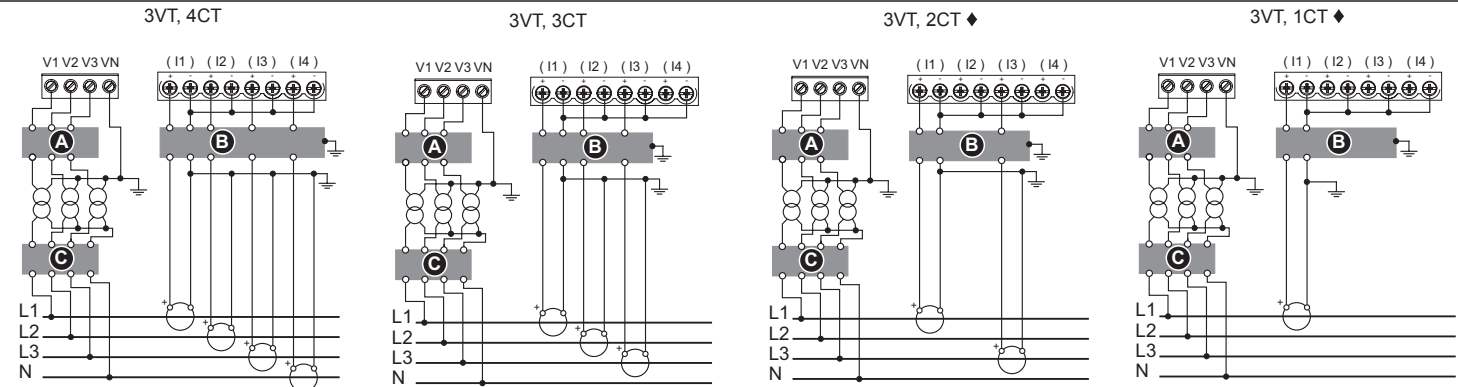 3VT, 4CT
V1 V2 V3 VN
( I1 ) ( I2 ) ( I3 ) ( I4 )
+ - + - + - + -
A
B
C
+
+
+
+
L1
L2
L3
N
3VT, 3CT
V1 V2 V3 VN
( I1 ) ( I2 ) ( I3 ) ( I4 )
+ - + - + - + -
A
B
C
+
+
+
L1
L2
L3
N
3VT, 2CT ♦
V1 V2 V3 VN
( I1 ) ( I2 ) ( I3 ) ( I4 )
+ - + - + - + -
A
B
C
+
+
L1
L2
L3
N
3VT, 1CT ♦
V1 V2 V3 VN
( I1 ) ( I2 ) ( I3 ) ( I4 )
+ - + - + - + -
A
B
C
+
L1
L2
L3
N